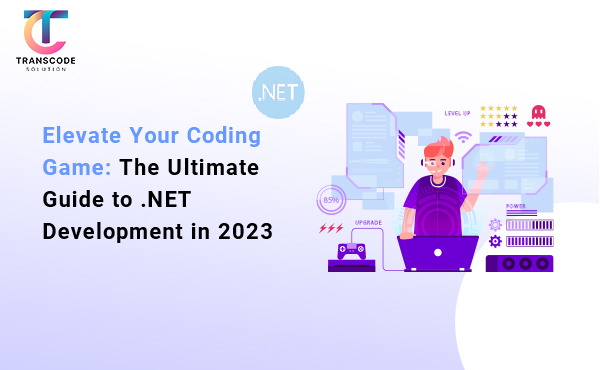 TRANSCODE
SOLUTION
.NET
Elevate Your Coding
Game: The Ultimate
Guide to .NET
Development in 2023
LEVEL UP
85%
UPGRADE
POWER